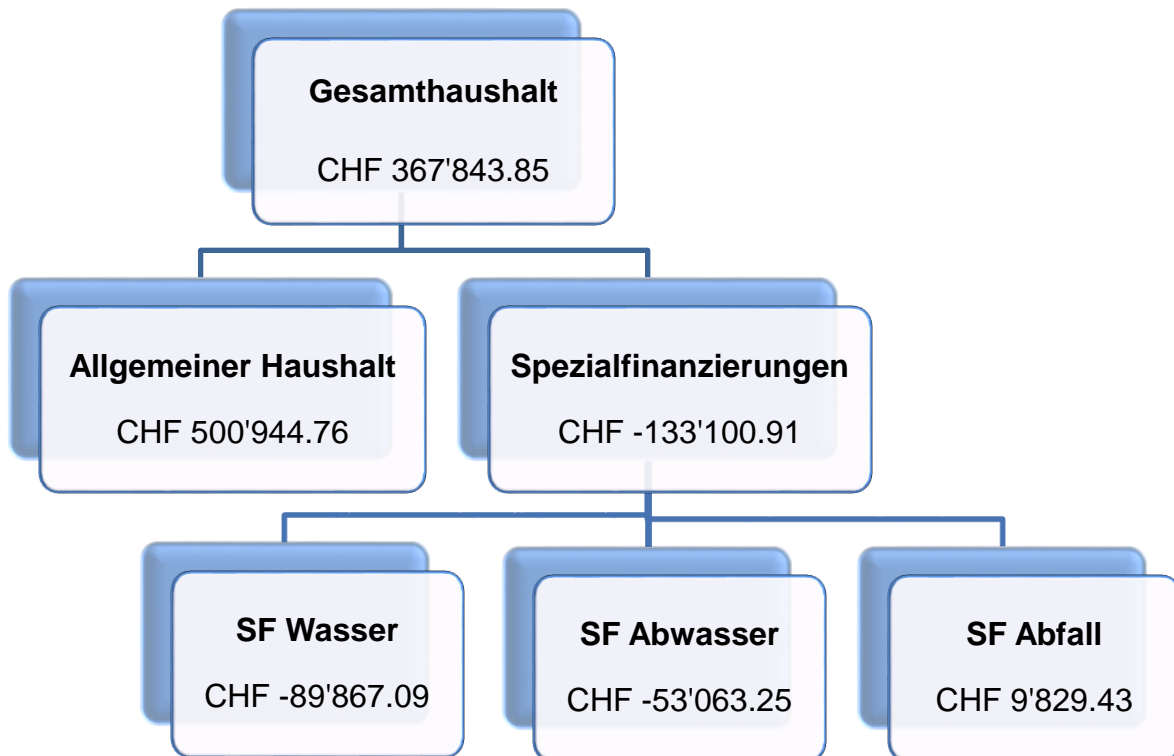 Gesamthaushalt
CHF 367'843.85
Allgemeiner Haushalt
CHF 500'944.76
Spezialfinanzierungen
CHF -133'100.91
SF Wasser
CHF -89'867.09
SF Abwasser
CHF -53'063.25
SF Abfall
CHF 9'829.43